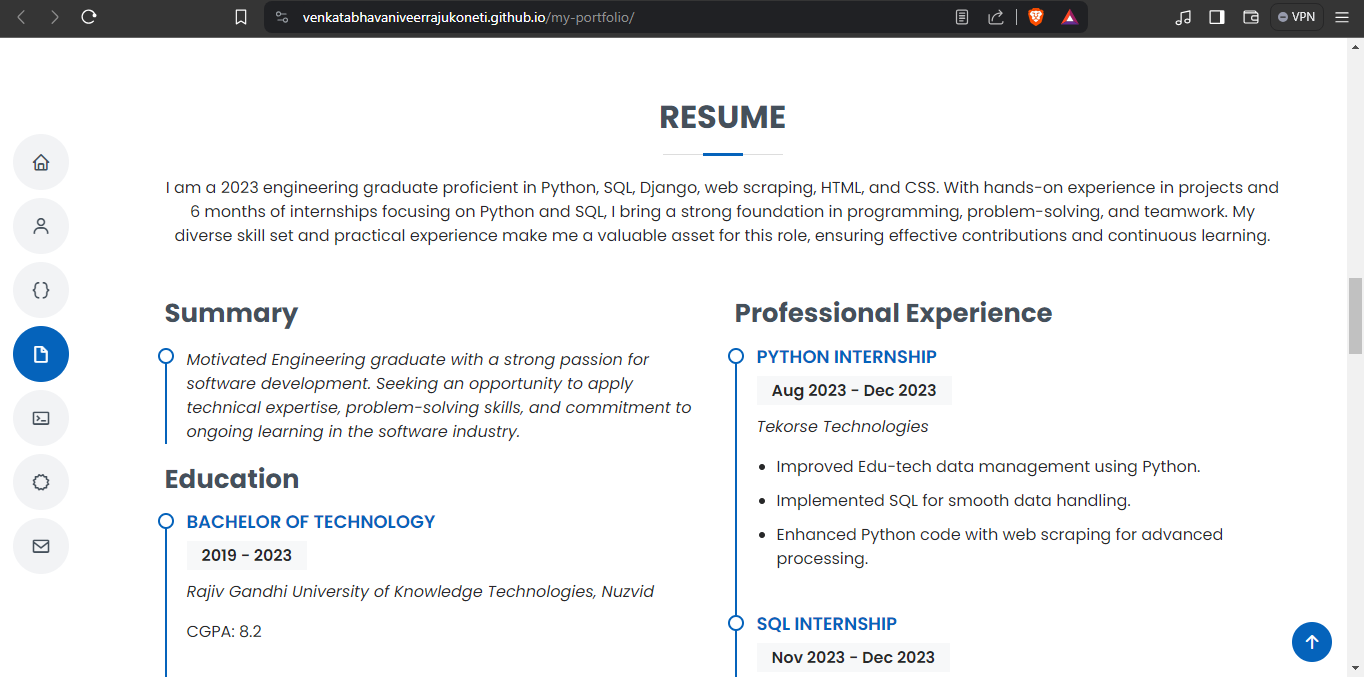 venkatabhavaniveerrajukoneti.github.io/my-portfolio/
VPN
RESUME
I am a 2023 engineering graduate proficient in Python, SQL, Django, web scraping, HTML, and CSS. With hands-on experience in projects and
6 months of internships focusing on Python and SQL, I bring a strong foundation in programming, problem-solving, and teamwork. My
diverse skill set and practical experience make me a valuable asset for this role, ensuring effective contributions and continuous learning.
Summary
Motivated Engineering graduate with a strong passion for
software development. Seeking an opportunity to apply
technical expertise, problem-solving skills, and commitment to
ongoing learning in the software industry.
Education
BACHELOR OF TECHNOLOGY
2019 - 2023
Rajiv Gandhi University of Knowledge Technologies, Nuzvid
CGPA: 8.2
Professional Experience
PYTHON INTERNSHIP
Aug 2023 - Dec 2023
Tekorse Technologies
• Improved Edu-tech data management using Python.
• Implemented SQL for smooth data handling.
• Enhanced Python code with web scraping for advanced
processing.
SQL INTERNSHIP
Nov 2023 - Dec 2023